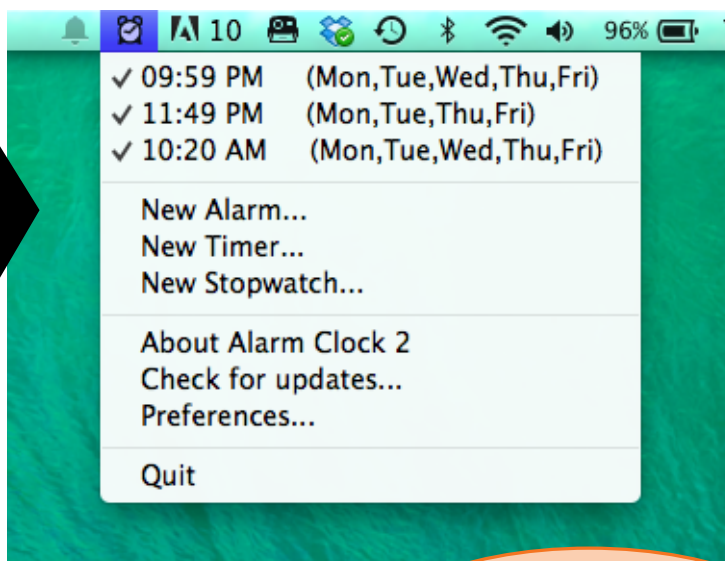 10 96%
✓ 09:59 PM (Mon,Tue,Wed,Thu,Fri)
✓ 11:49 PM (Mon,Tue,Thu,Fri)
✓ 10:20 AM (Mon,Tue,Wed,Thu,Fri)
New Alarm...
New Timer...
New Stopwatch...
About Alarm Clock 2
Check for updates...
Preferences...
Quit